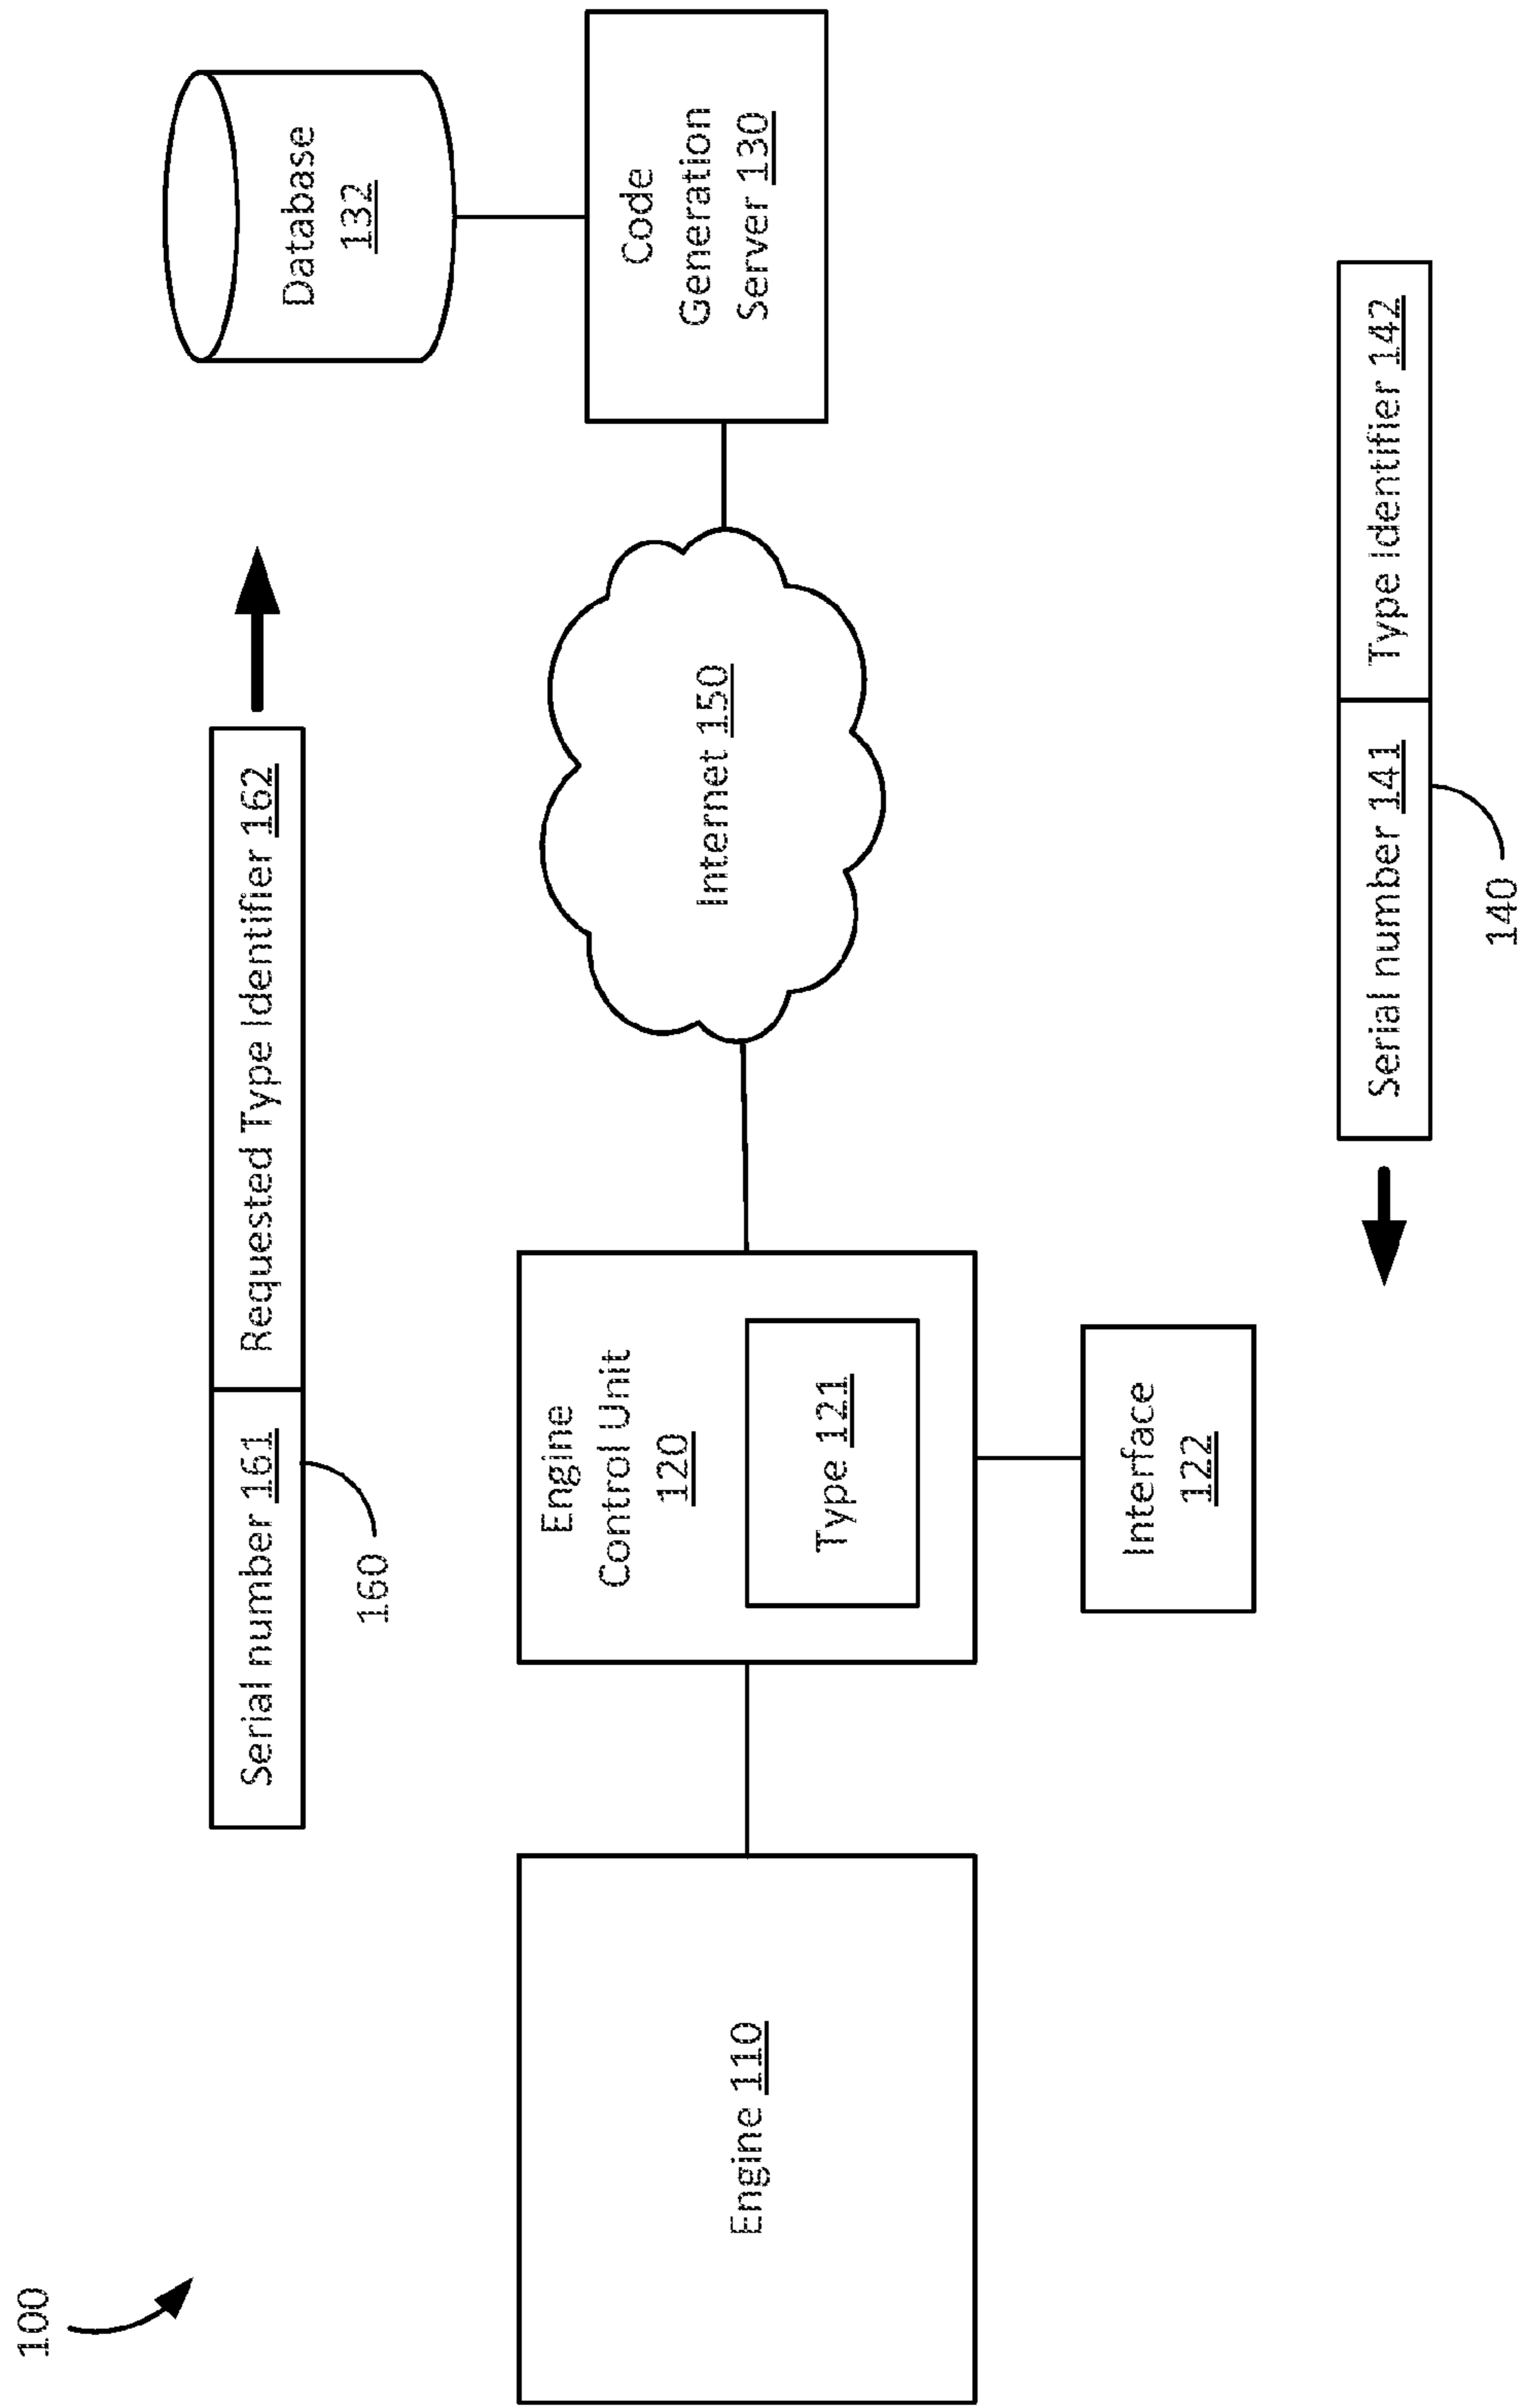 100
Serial number 161
Requested Type Identifier 162
160
Database
132
Engine 110
Engine
Control Unit
120
Type 121
Internet 150
Code
Generation
Server 130
Interface
122
Serial number 141
Type Identifier 142
140